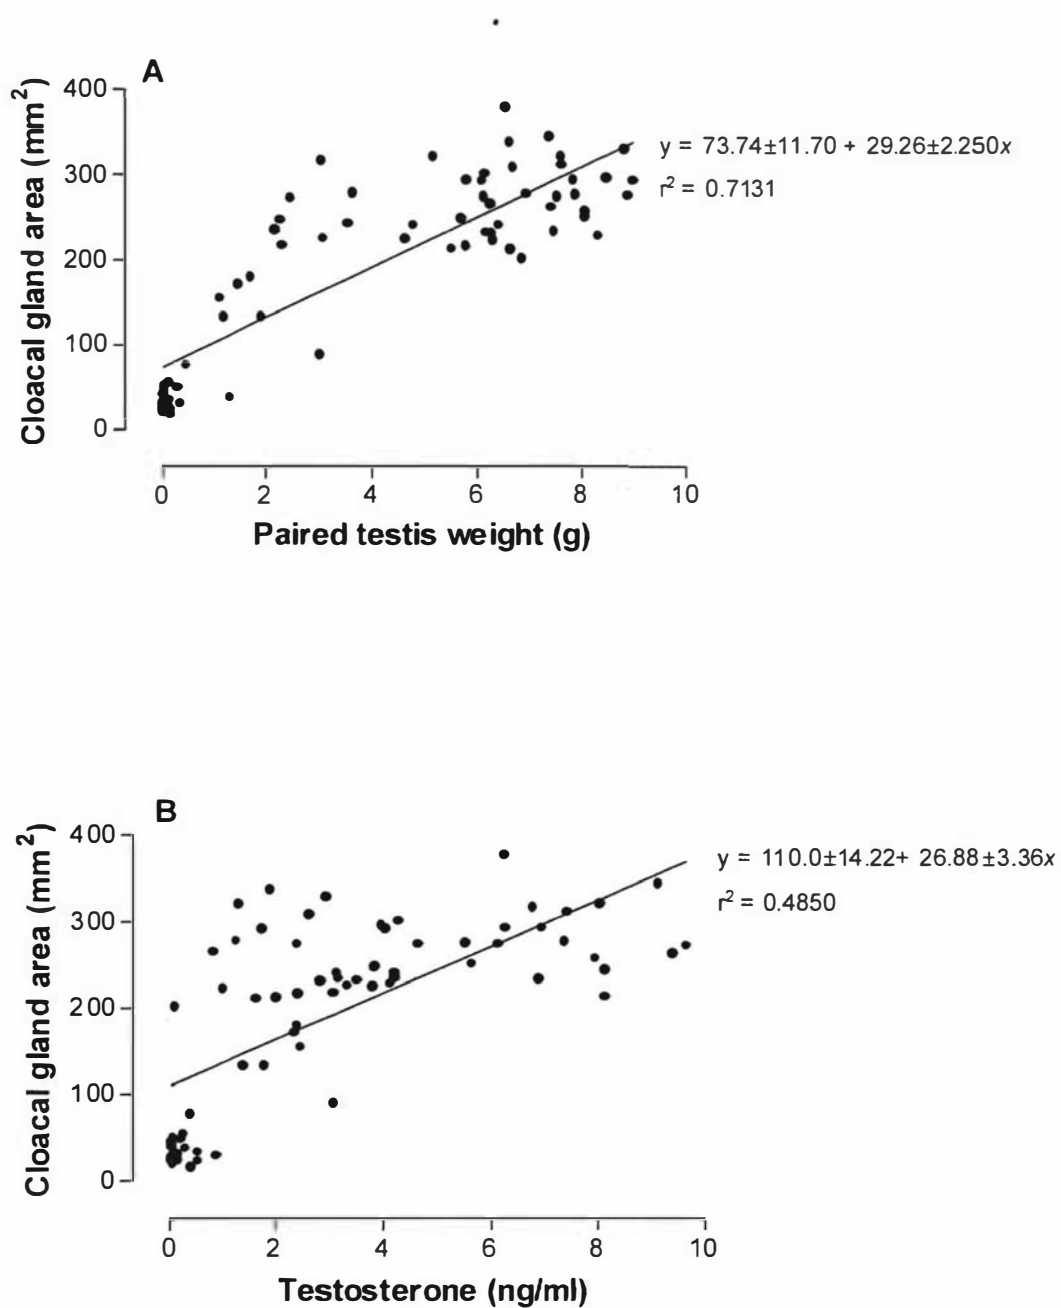 A
Cloacal gland area (mm²)
400
300
200
100
0
y = 73.74±11.70 + 29.26±2.250x
r² = 0.7131
0 2 4 6 8 10
Paired testis weight (g)
B
Cloacal gland area (mm²)
400
300
200
100
0
y = 110.0±14.22+ 26.88±3.36x
r² = 0.4850
0 2 4 6 8 10
Testosterone (ng/ml)